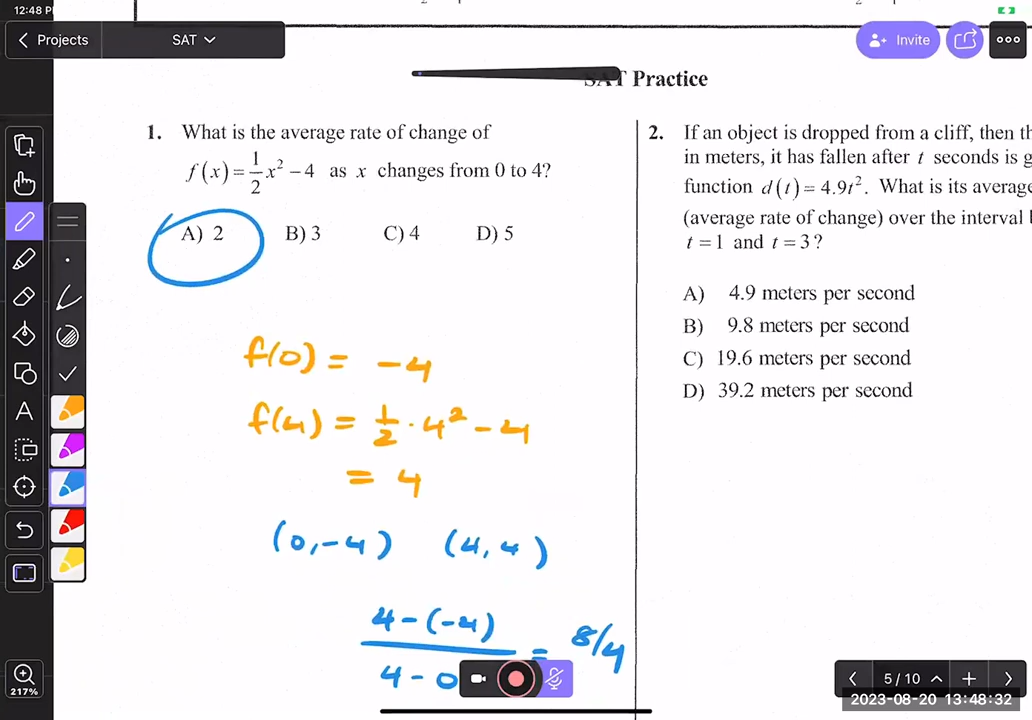 12:48 P
Projects
SAT
Invite
SAT Practice
1. What is the average rate of change of
f(x) = 1/2 x² − 4 as x changes from 0 to 4?
A) 2 B) 3 C) 4 D) 5
f(0) = -4
f(4) = 1/2 · 4² - 4
= 4
(0,-4) (4,4)
4-(-4) / 4-0 = 8/4
2. If an object is dropped from a cliff, then th
in meters, it has fallen after t seconds is g
function d(t) = 4.9t². What is its average
(average rate of change) over the interval
t = 1 and t = 3?
A) 4.9 meters per second
B) 9.8 meters per second
C) 19.6 meters per second
D) 39.2 meters per second
A
217%
5 / 10
2023-08-20 13:48:32